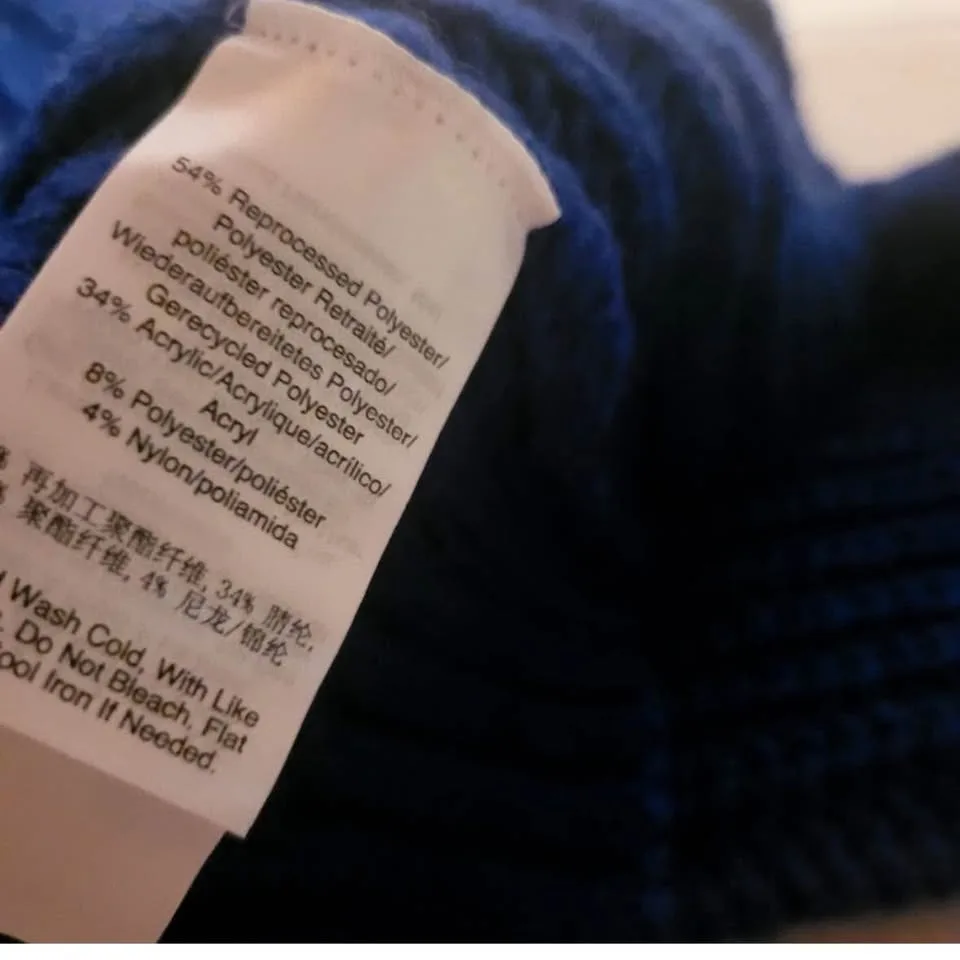 54% Reprocessed Polyester/
Polyester Retraité/
poliéster reprocesado/
Wiederaufbereitetes Polyester/
Gerecycled Polyester
34% Acrylic/Acrylique/acrílico/
Acryl
8% Polyester/poliéster
4% Nylon/poliamida
% 再加工聚酯纤维, 34% 腈纶,
% 聚酯纤维, 4% 尼龙/锦纶
Wash Cold, With Like
Do Not Bleach, Flat
ool Iron If Needed.